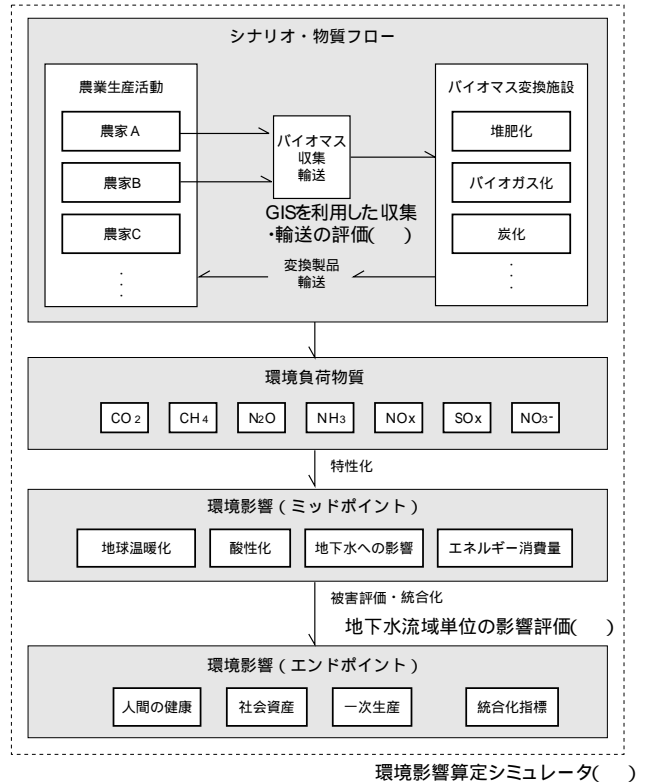 シナリオ・物質フロー
農業生産活動
農家A
農家B
農家C
・
・
・
バイオマス
収集
輸送
GISを利用した収集
・輸送の評価(　)
変換製品
輸送
バイオマス変換施設
堆肥化
バイオガス化
炭化
・
・
・
環境負荷物質
CO2 CH4 N2O NH3 NOx SOx NO3-
特性化
環境影響(ミッドポイント)
地球温暖化 酸性化 地下水への影響 エネルギー消費量
被害評価・統合化
地下水流域単位の影響評価(　)
環境影響(エンドポイント)
人間の健康 社会資産 一次生産 統合化指標
環境影響算定シミュレータ(　)